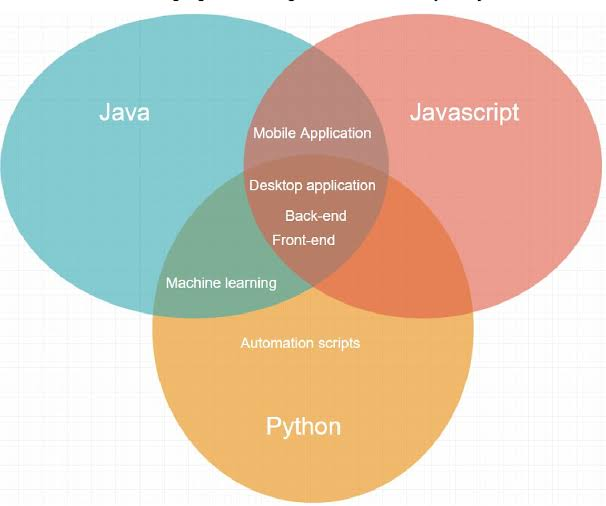 Java
Javascript
Mobile Application
Desktop application
Back-end
Front-end
Machine learning
Automation scripts
Python